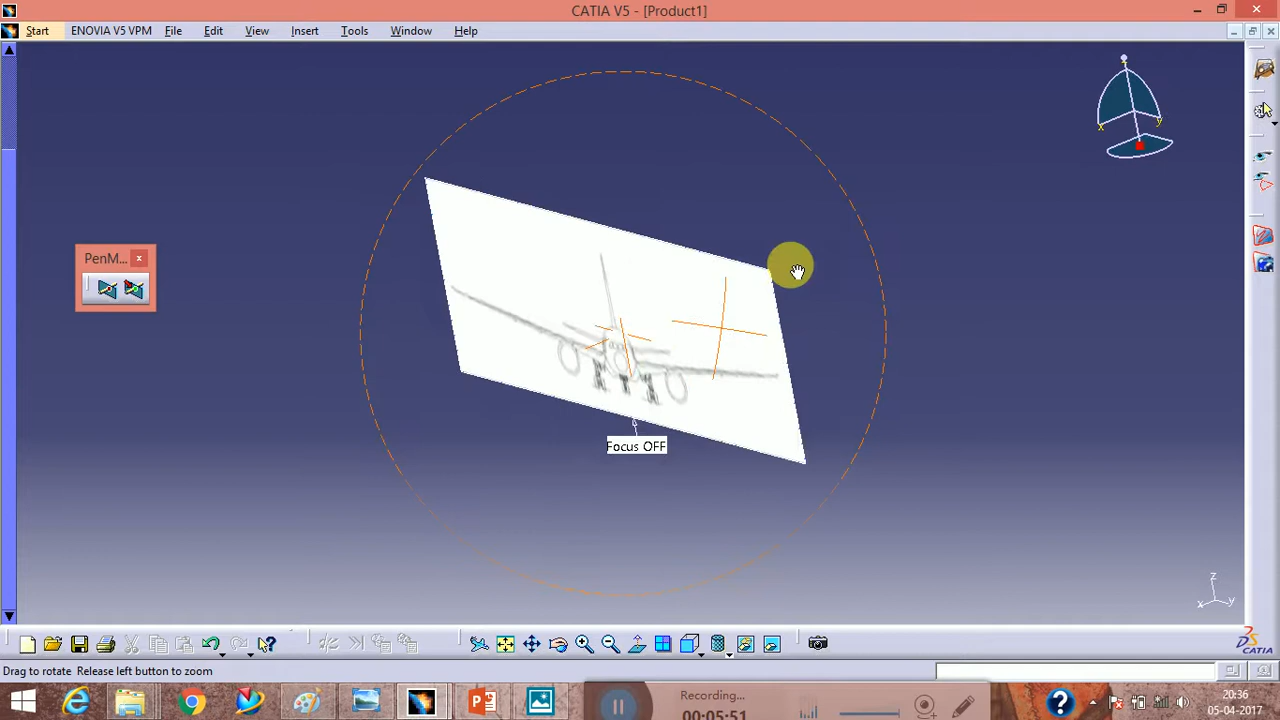 CATIA V5 - [Product1]
Start ENOVIA V5 VPM File Edit View Insert Tools Window Help
z
x y
PenM... x
Focus OFF
z
x y
CATIA
Drag to rotate Release left button to zoom
Recording...
00:05:51
20:36
05-04-2017